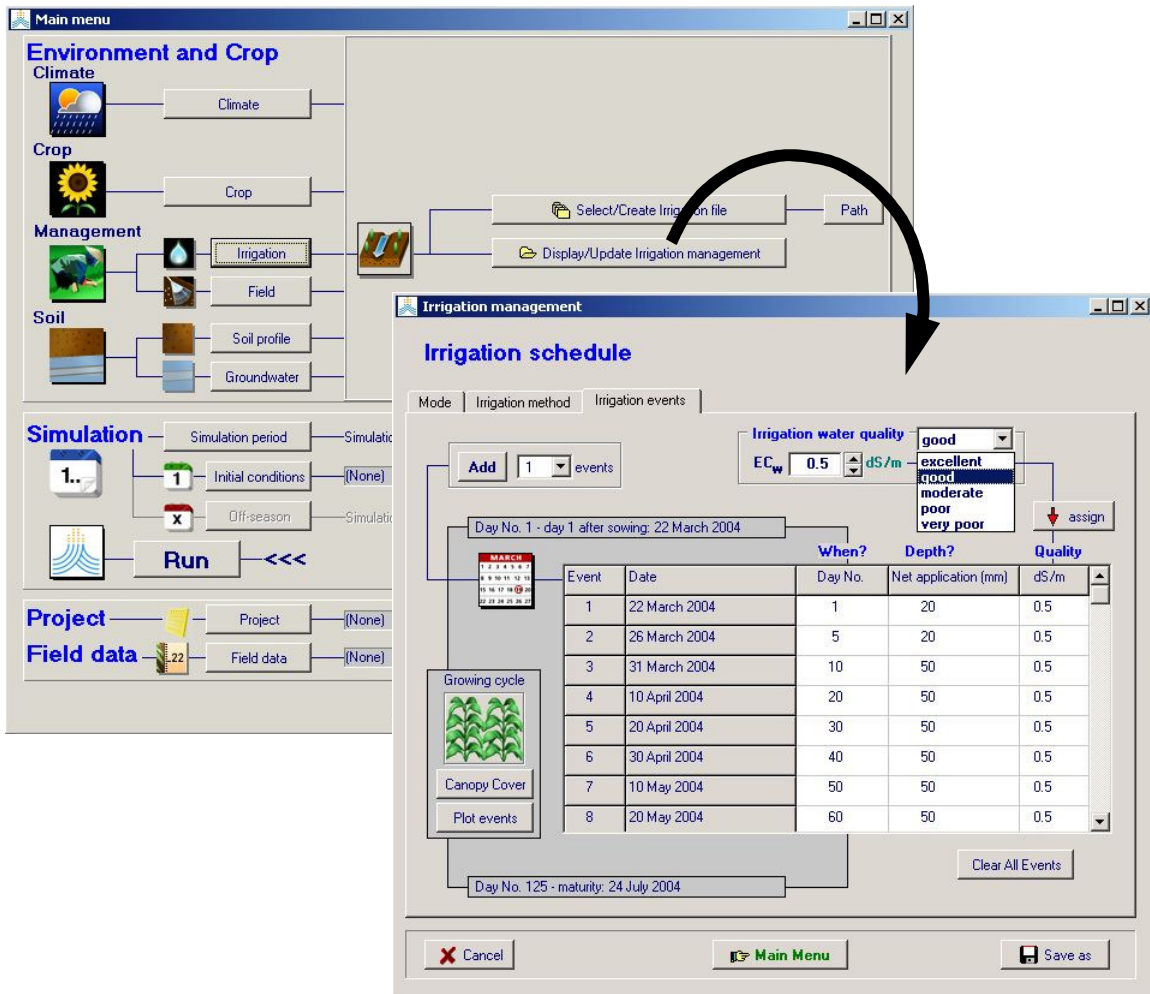 Main menu
Environment and Crop
Climate
Climate
Crop
Crop
Select/Create Irrigation file
Path
Management
Irrigation
Display/Update Irrigation management
Field
Soil
Soil profile
Groundwater
Simulation
Simulation period
1..
1
Initial conditions
(None)
x
Off-season
Run
<<<
Project
Project
(None)
Field data
.22
Field data
(None)
Irrigation management
Irrigation schedule
Mode
Irrigation method
Irrigation events
Add
1
events
Irrigation water quality
good
ECw
0.5
dS/m
excellent
good
moderate
poor
very poor
assign
Day No. 1 - day 1 after sowing: 22 March 2004
When? Depth? Quality
MARCH
Event Date Day No. Net application (mm) dS/m
1 22 March 2004 1 20 0.5
2 26 March 2004 5 20 0.5
3 31 March 2004 10 50 0.5
4 10 April 2004 20 50 0.5
5 20 April 2004 30 50 0.5
6 30 April 2004 40 50 0.5
7 10 May 2004 50 50 0.5
8 20 May 2004 60 50 0.5
Growing cycle
Canopy Cover
Plot events
Clear All Events
Day No. 125 - maturity: 24 July 2004
Cancel
Main Menu
Save as